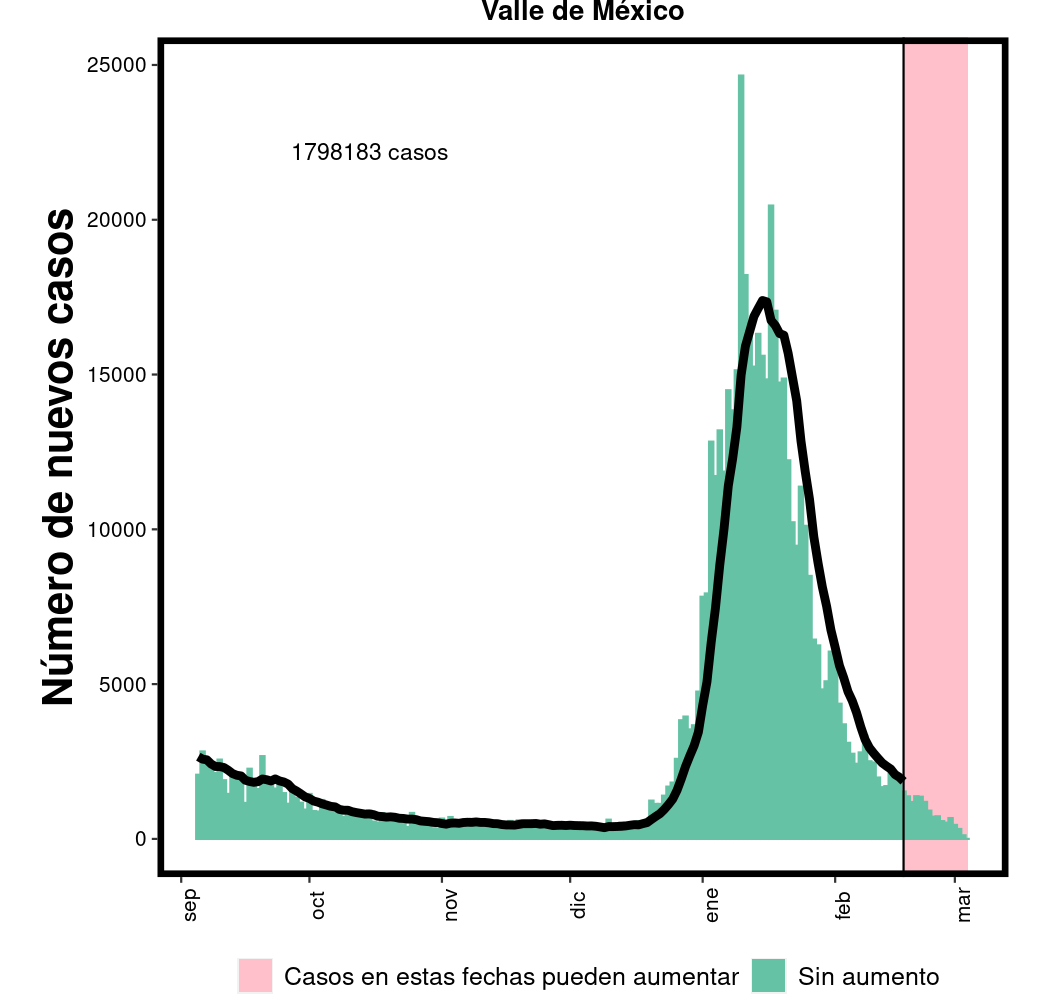 Valle de México
25000
20000
15000
10000
5000
0
Número de nuevos casos
1798183 casos
sep
oct
nov
dic
ene
feb
mar
Casos en estas fechas pueden aumentar
Sin aumento